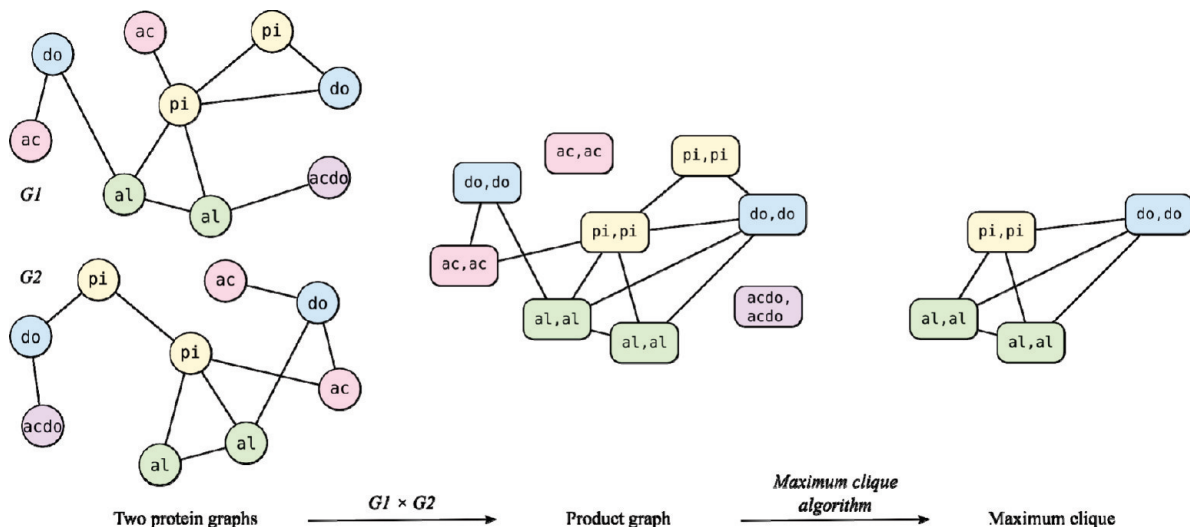 ac
pi
do
do
pi
ac
acdo
al
al
G1
G2
pi
ac
do
do
pi
ac
acdo
al
al
ac,ac
pi,pi
do,do
do,do
pi,pi
ac,ac
acdo,
acdo
al,al
al,al
do,do
pi,pi
al,al
al,al
Two protein graphs
G1 × G2
Product graph
Maximum clique
algorithm
Maximum clique